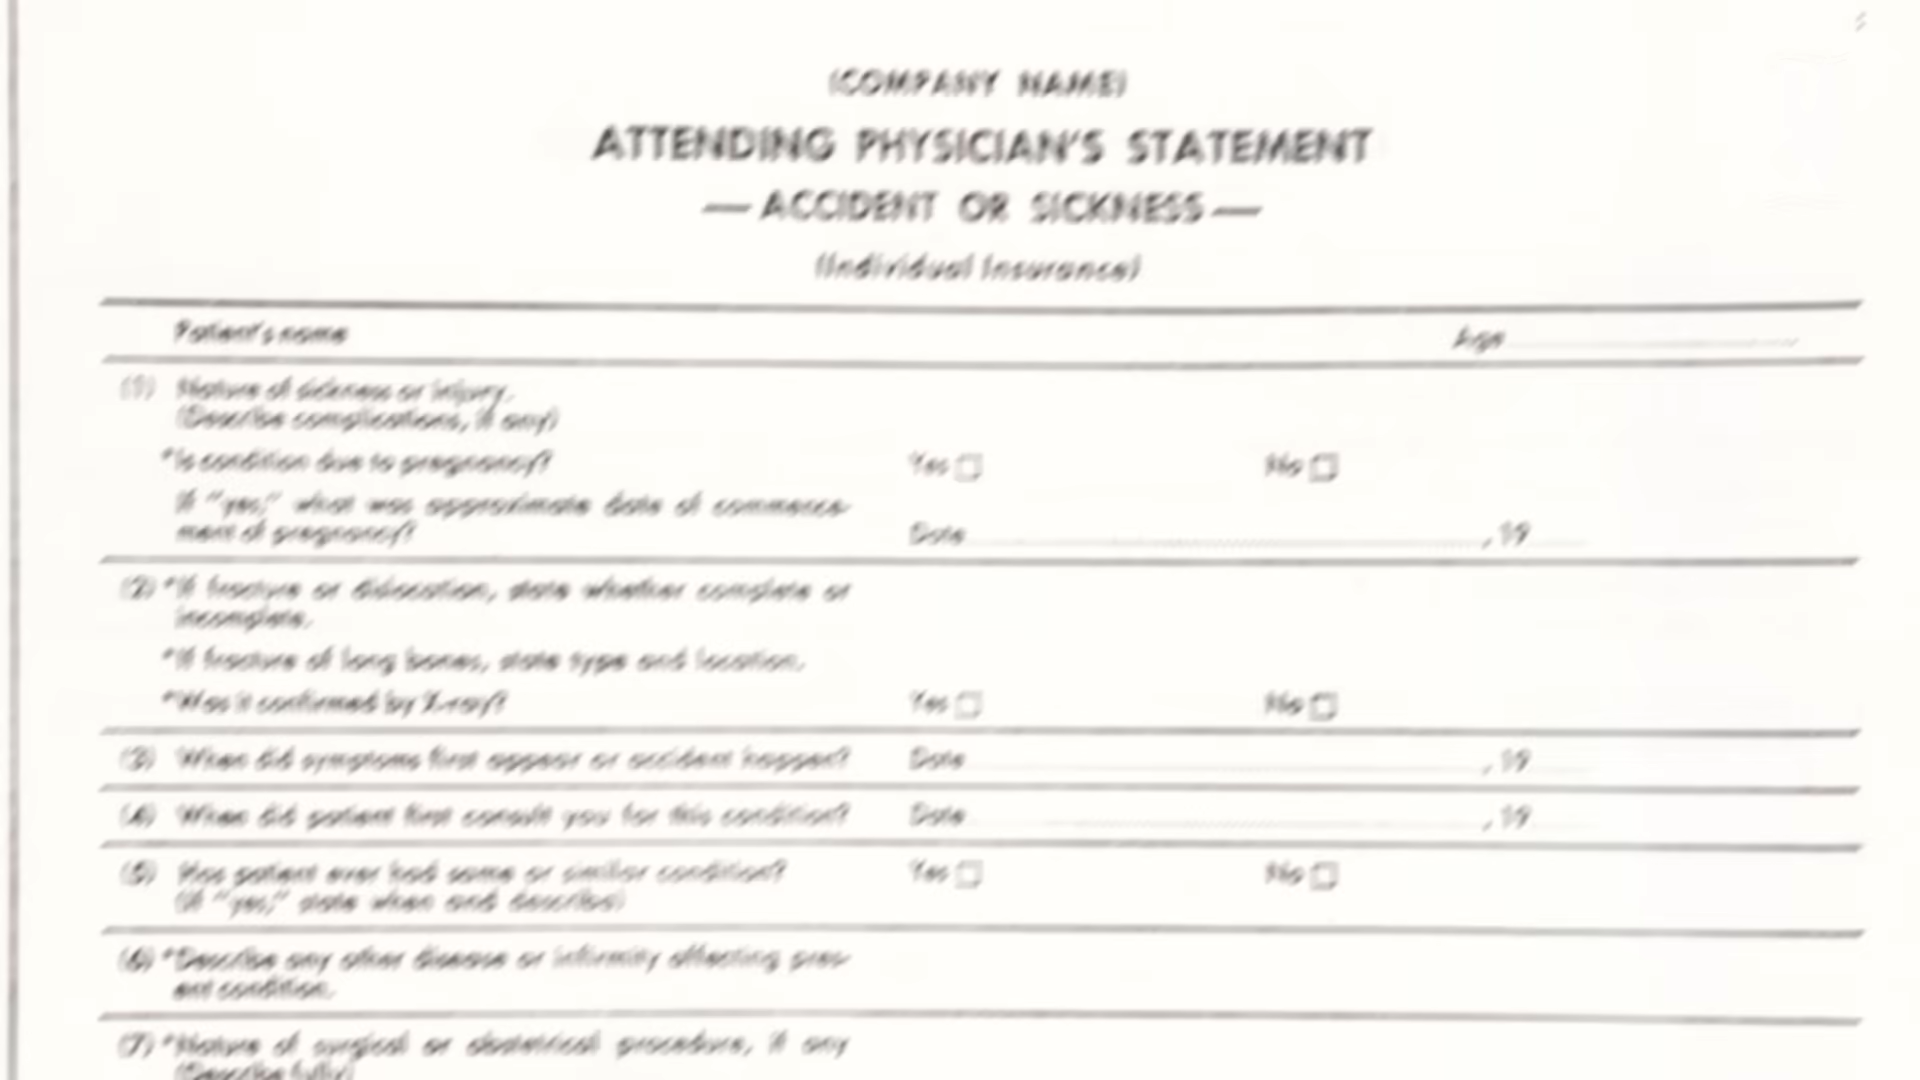 (COMPANY NAME)
ATTENDING PHYSICIAN'S STATEMENT
— ACCIDENT OR SICKNESS —
(Individual Insurance)
Patient's name Age
(1) Nature of sickness or injury.
(Describe complications, if any)
*Is condition due to pregnancy? Yes ☐ No ☐
If "yes," what was approximate date of commence-
ment of pregnancy? Date , 19
(2) *If fracture or dislocation, state whether complete or
incomplete.
*If fracture of long bones, state type and location.
*Was it confirmed by X-ray? Yes ☐ No ☐
(3) When did symptoms first appear or accident happen? Date , 19
(4) When did patient first consult you for this condition? Date , 19
(5) Has patient ever had same or similar condition? Yes ☐ No ☐
(If "yes," state when and describe)
(6) *Describe any other disease or infirmity affecting pres-
ent condition.
(7) *Nature of surgical or obstetrical procedure, if any
(Describe fully)